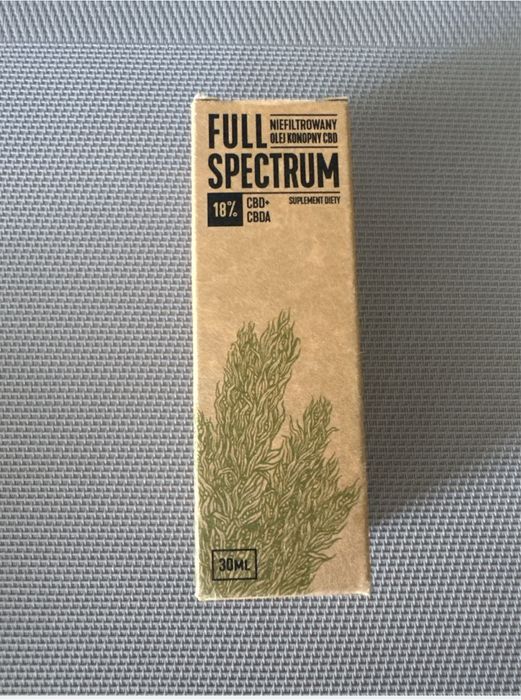 FULL
NIEFILTROWANY
OLEJ KONOPNY CBD
SPECTRUM
18%
CBD+
CBDA
SUPLEMENT DIETY
30ML